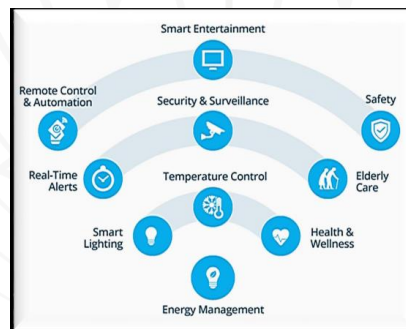 Smart Entertainment
Remote Control
& Automation
Security & Surveillance
Safety
Real-Time
Alerts
Temperature Control
Elderly
Care
Smart
Lighting
Health &
Wellness
Energy Management